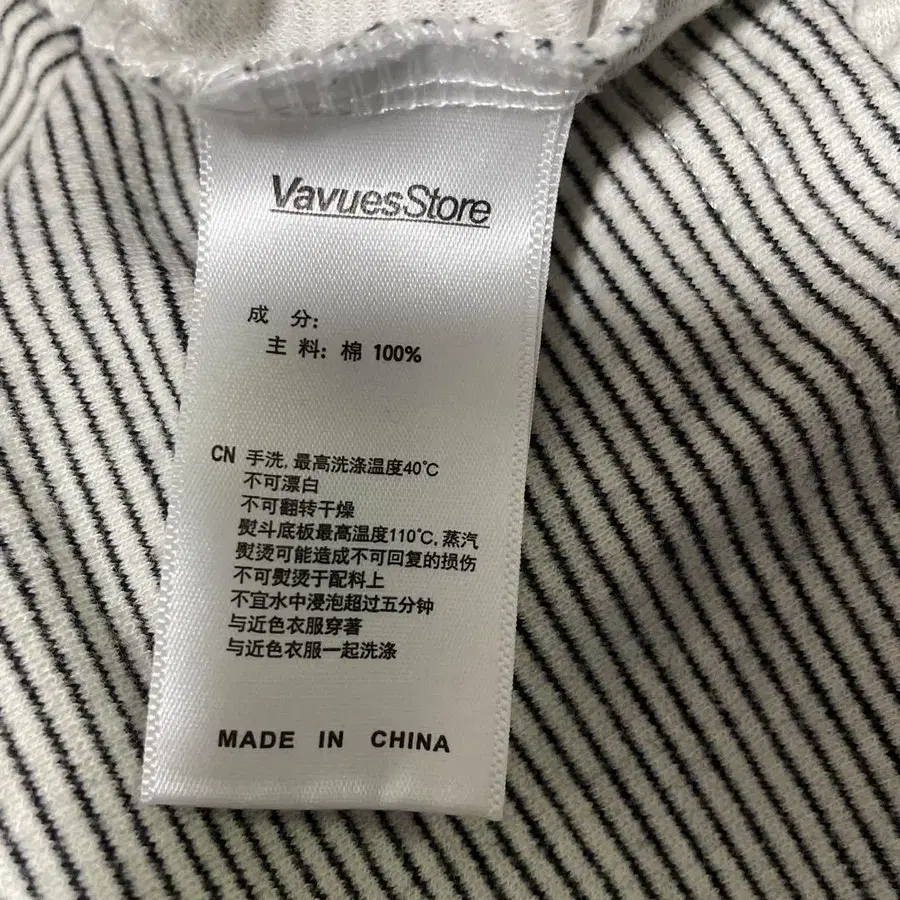 VavuesStore
成 分:
主 料: 棉 100%
CN 手洗, 最高洗涤温度40℃
不可漂白
不可翻转干燥
熨斗底板最高温度110℃, 蒸汽
熨烫可能造成不可回复的损伤
不可熨烫于配料上
不宜水中浸泡超过五分钟
与近色衣服穿著
与近色衣服一起洗涤
MADE IN CHINA